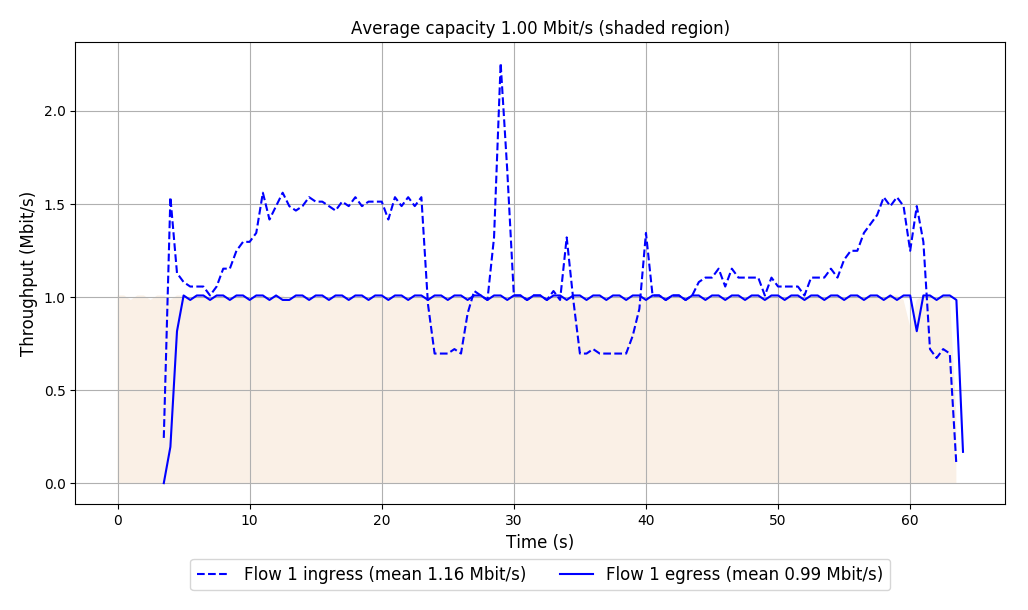 Average capacity 1.00 Mbit/s (shaded region)
Throughput (Mbit/s)
2.0
1.5
1.0
0.5
0.0
0 10 20 30 40 50 60
Time (s)
Flow 1 ingress (mean 1.16 Mbit/s) Flow 1 egress (mean 0.99 Mbit/s)